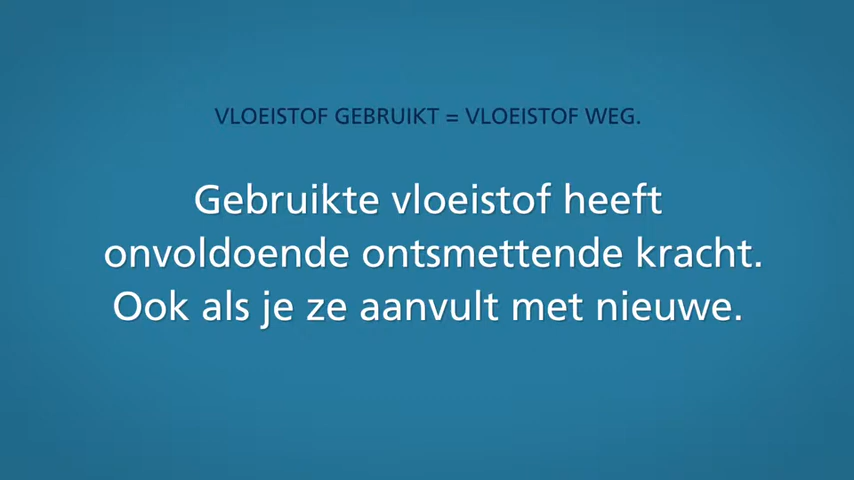 VLOEISTOF GEBRUIKT = VLOEISTOF WEG.
Gebruikte vloeistof heeft
onvoldoende ontsmettende kracht.
Ook als je ze aanvult met nieuwe.